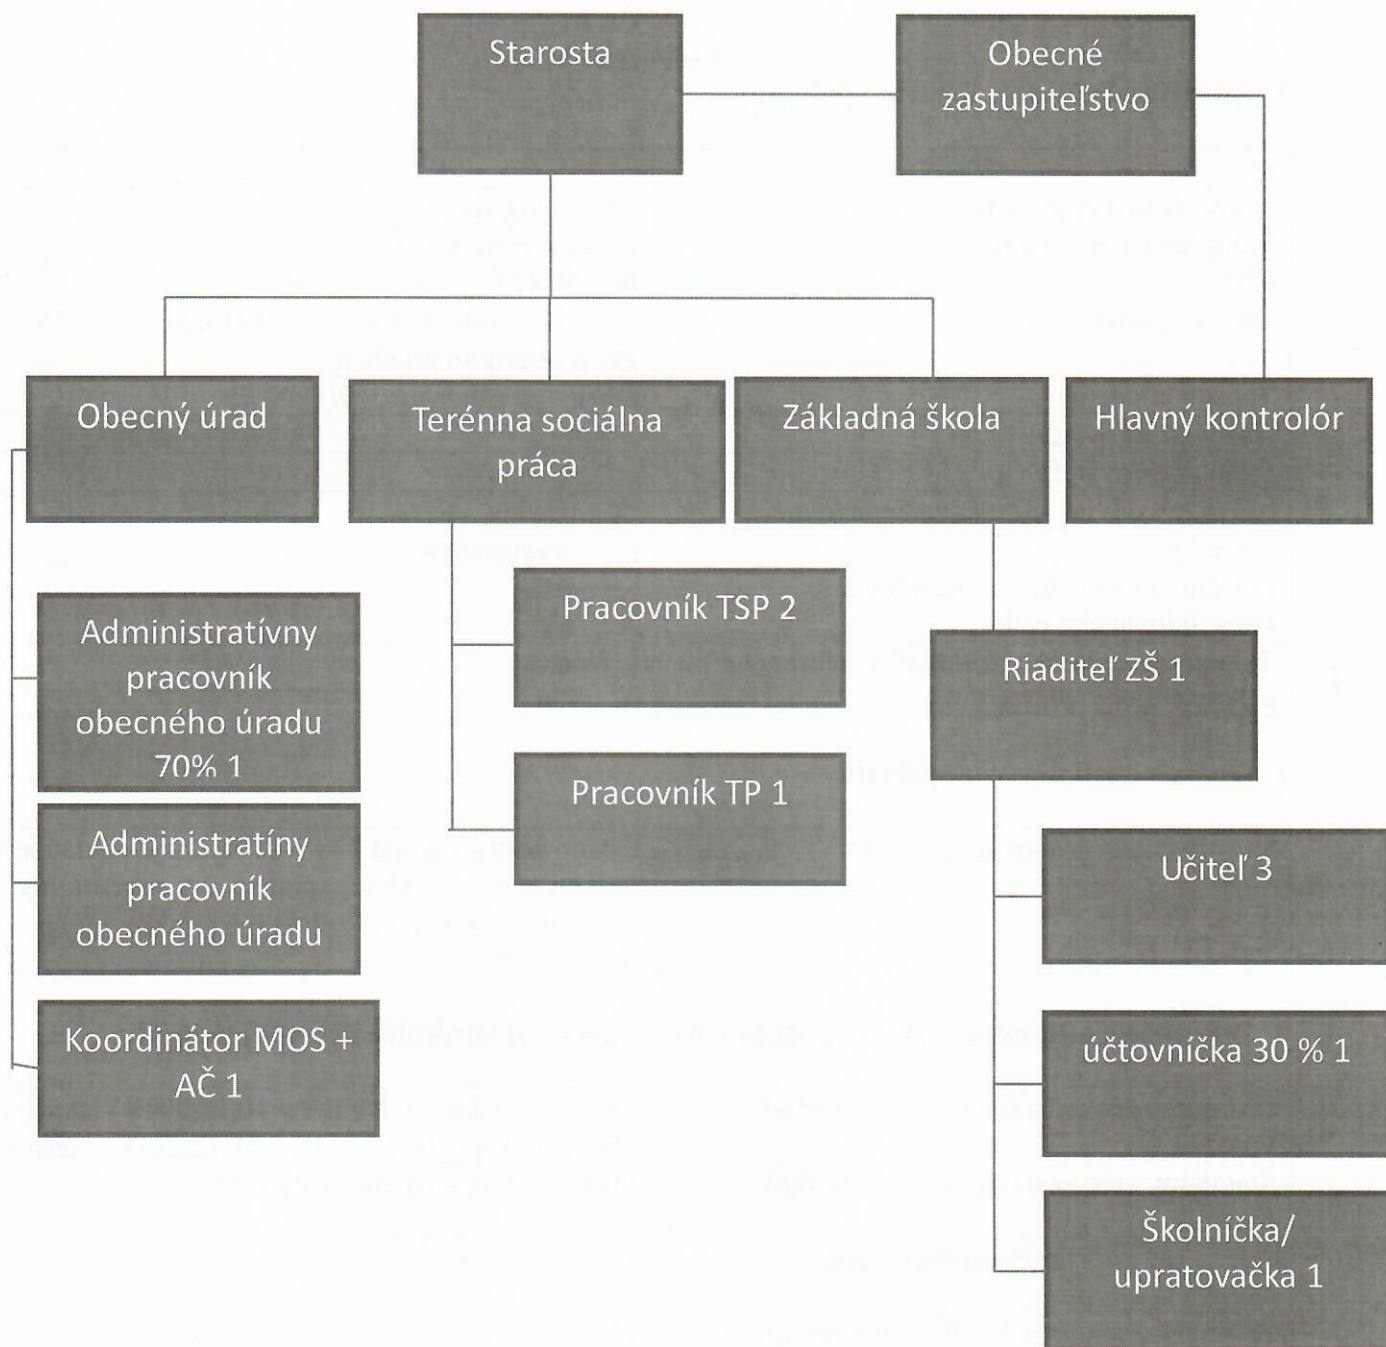 Starosta
Obecné
zastupiteľstvo
Obecný úrad
Terénna sociálna
práca
Základná škola
Hlavný kontrolór
Administratívny
pracovník
obecného úradu
70% 1
Administratíny
pracovník
obecného úradu
Koordinátor MOS +
AČ 1
Pracovník TSP 2
Pracovník TP 1
Riaditeľ ZŠ 1
Učiteľ 3
účtovníčka 30 % 1
Školníčka/
upratovačka 1